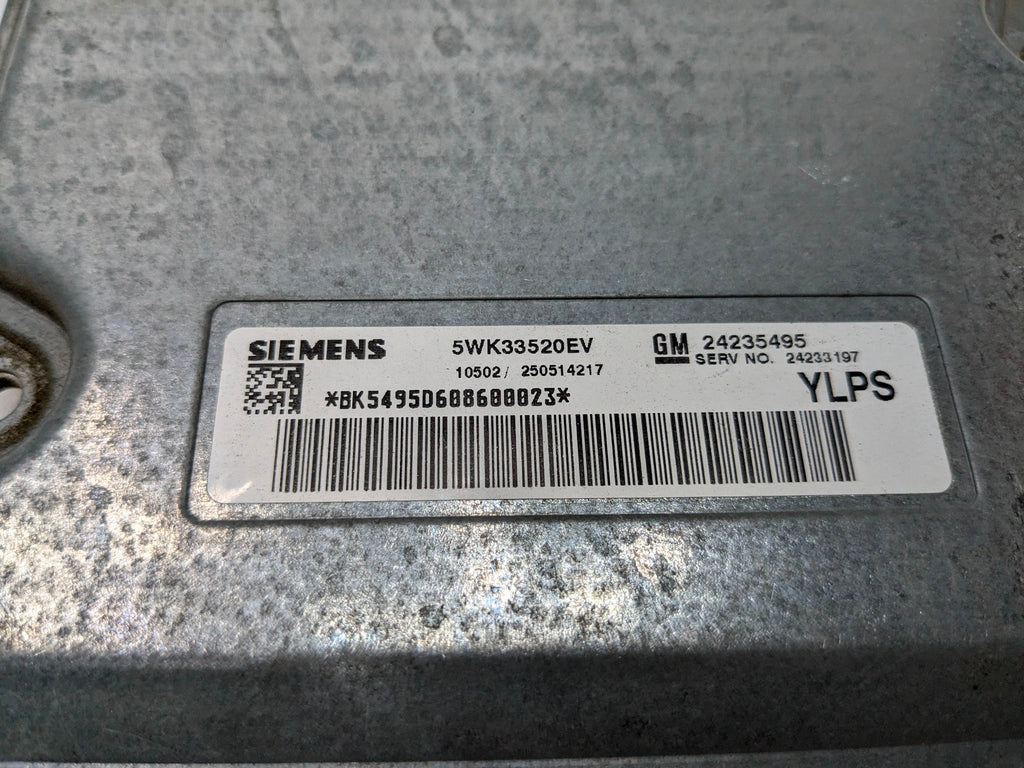 SIEMENS 5WK33520EV GM 24235495
10502/ 250514217 SERV NO. 24233197
*BK5495D608600023* YLPS